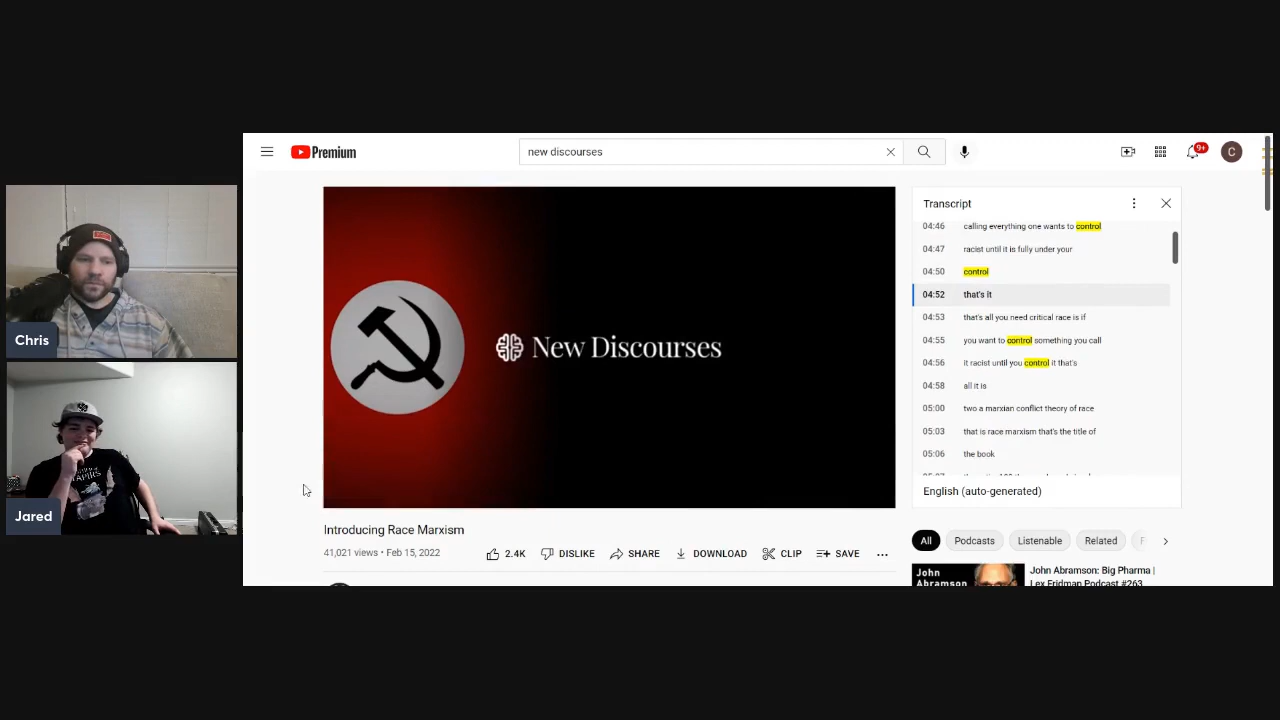 Premium
new discourses
9+
C
New Discourses
Transcript
04:46 calling everything one wants to control
04:47 racist until it is fully under your
04:50 control
04:52 that's it
04:53 that's all you need critical race is if
04:55 you want to control something you call
04:56 it racist until you control it that's
04:58 all it is
05:00 two a marxian conflict theory of race
05:03 that is race marxism that's the title of
05:06 the book
English (auto-generated)
Chris
Jared
Introducing Race Marxism
41,021 views • Feb 15, 2022
2.4K
DISLIKE
SHARE
DOWNLOAD
CLIP
SAVE
All
Podcasts
Listenable
Related
John
Abramson
John Abramson: Big Pharma |
Lex Fridman Podcast #263